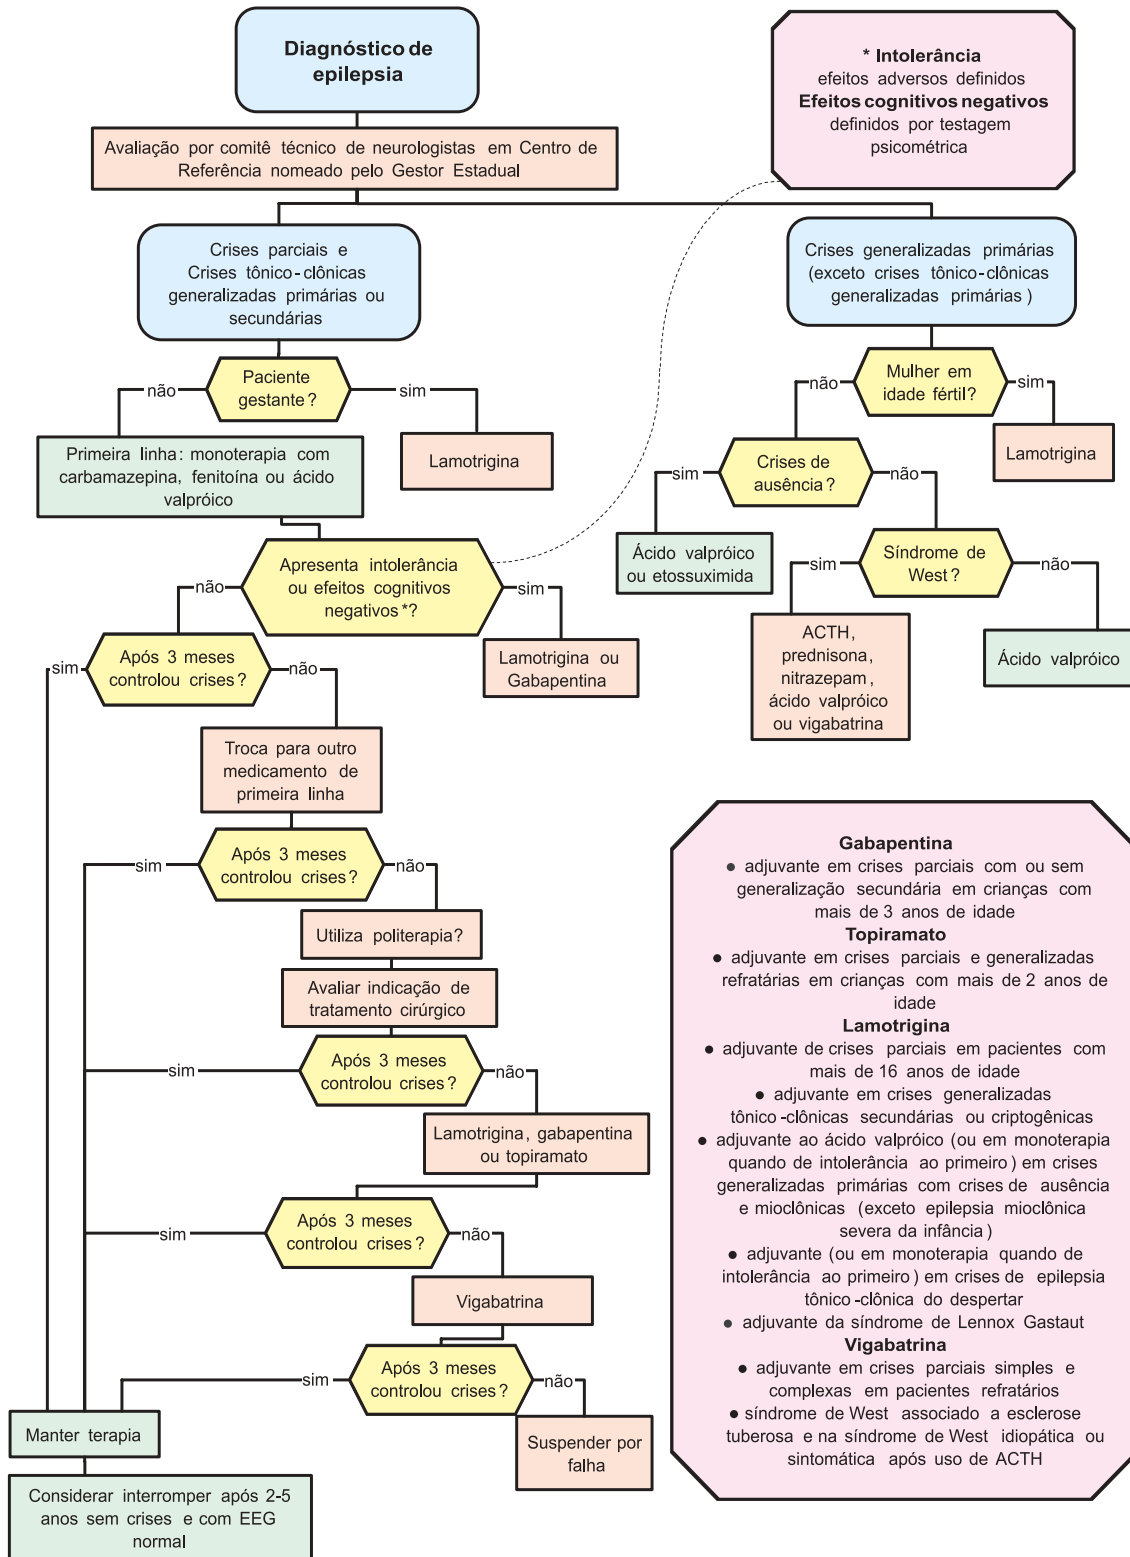 Diagnóstico de
epilepsia
* Intolerância
efeitos adversos definidos
Efeitos cognitivos negativos
definidos por testagem
psicométrica
Avaliação por comitê técnico de neurologistas em Centro de
Referência nomeado pelo Gestor Estadual
Crises parciais e
Crises tônico-clônicas
generalizadas primárias ou
secundárias
Crises generalizadas primárias
(exceto crises tônico-clônicas
generalizadas primárias)
Paciente
gestante?
não
sim
Primeira linha: monoterapia com
carbamazepina, fenitoína ou ácido
valpróico
Lamotrigina
Mulher em
idade fértil?
não
sim
Lamotrigina
Crises de
ausência?
sim
não
Ácido valpróico
ou etossuximida
Síndrome de
West?
sim
não
ACTH,
prednisona,
nitrazepam,
ácido valpróico
ou vigabatrina
Ácido valpróico
Apresenta intolerância
ou efeitos cognitivos
negativos*?
não
sim
Lamotrigina ou
Gabapentina
Após 3 meses
controlou crises?
sim
não
Troca para outro
medicamento de
primeira linha
Após 3 meses
controlou crises?
sim
não
Utiliza politerapia?
Avaliar indicação de
tratamento cirúrgico
Após 3 meses
controlou crises?
sim
não
Lamotrigina, gabapentina
ou topiramato
Após 3 meses
controlou crises?
sim
não
Vigabatrina
Após 3 meses
controlou crises?
sim
não
Suspender por
falha
Manter terapia
Considerar interromper após 2-5
anos sem crises e com EEG
normal
Gabapentina
● adjuvante em crises parciais com ou sem
generalização secundária em crianças com
mais de 3 anos de idade
Topiramato
● adjuvante em crises parciais e generalizadas
refratárias em crianças com mais de 2 anos de
idade
Lamotrigina
● adjuvante de crises parciais em pacientes com
mais de 16 anos de idade
● adjuvante em crises generalizadas
tônico-clônicas secundárias ou criptogênicas
● adjuvante ao ácido valpróico (ou em monoterapia
quando de intolerância ao primeiro) em crises
generalizadas primárias com crises de ausência
e mioclônicas (exceto epilepsia mioclônica
severa da infância)
● adjuvante (ou em monoterapia quando de
intolerância ao primeiro) em crises de epilepsia
tônico-clônica do despertar
● adjuvante da síndrome de Lennox Gastaut
Vigabatrina
● adjuvante em crises parciais simples e
complexas em pacientes refratários
● síndrome de West associado a esclerose
tuberosa e na síndrome de West idiopática ou
sintomática após uso de ACTH